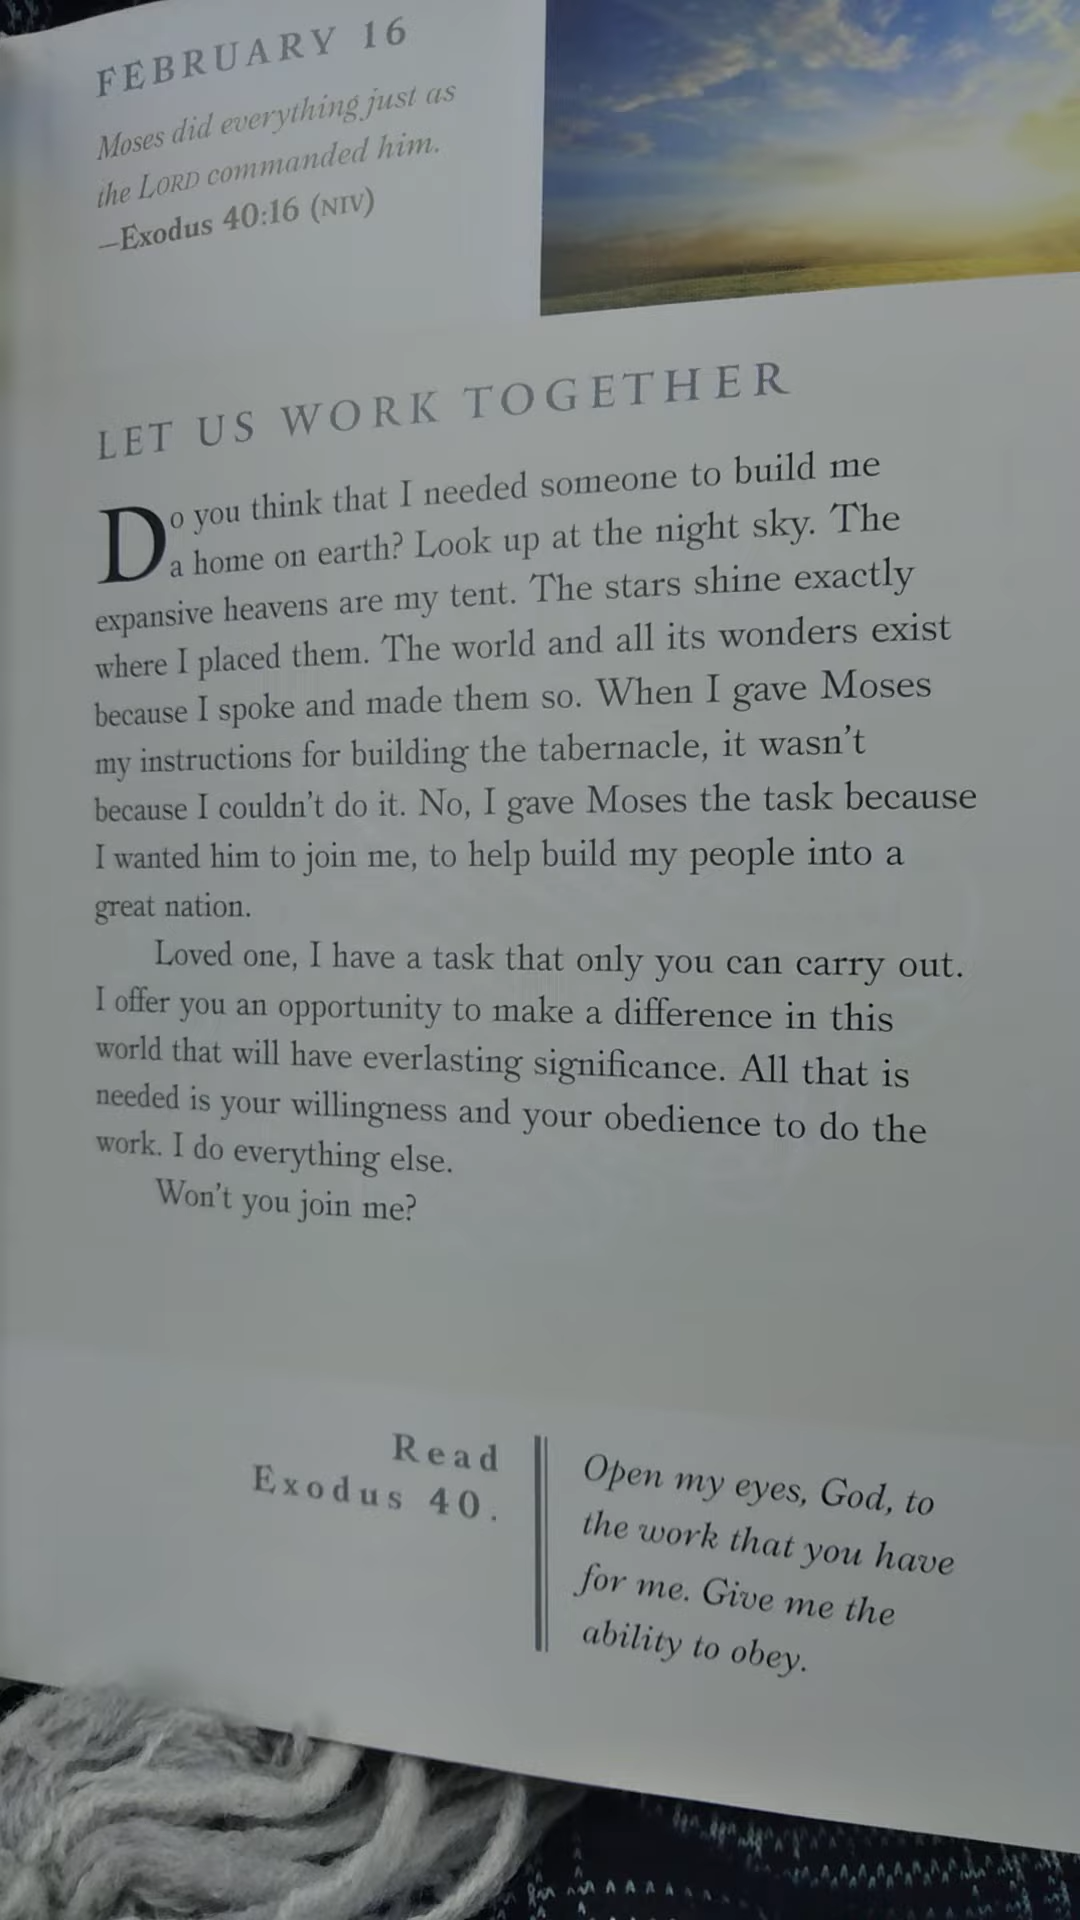 FEBRUARY 16
Moses did everything just as
the LORD commanded him.
—Exodus 40:16 (NIV)
LET US WORK TOGETHER
Do you think that I needed someone to build me
a home on earth? Look up at the night sky. The
expansive heavens are my tent. The stars shine exactly
where I placed them. The world and all its wonders exist
because I spoke and made them so. When I gave Moses
my instructions for building the tabernacle, it wasn't
because I couldn't do it. No, I gave Moses the task because
I wanted him to join me, to help build my people into a
great nation.
Loved one, I have a task that only you can carry out.
I offer you an opportunity to make a difference in this
world that will have everlasting significance. All that is
needed is your willingness and your obedience to do the
work. I do everything else.
Won't you join me?
Read
Exodus 40.
Open my eyes, God, to
the work that you have
for me. Give me the
ability to obey.